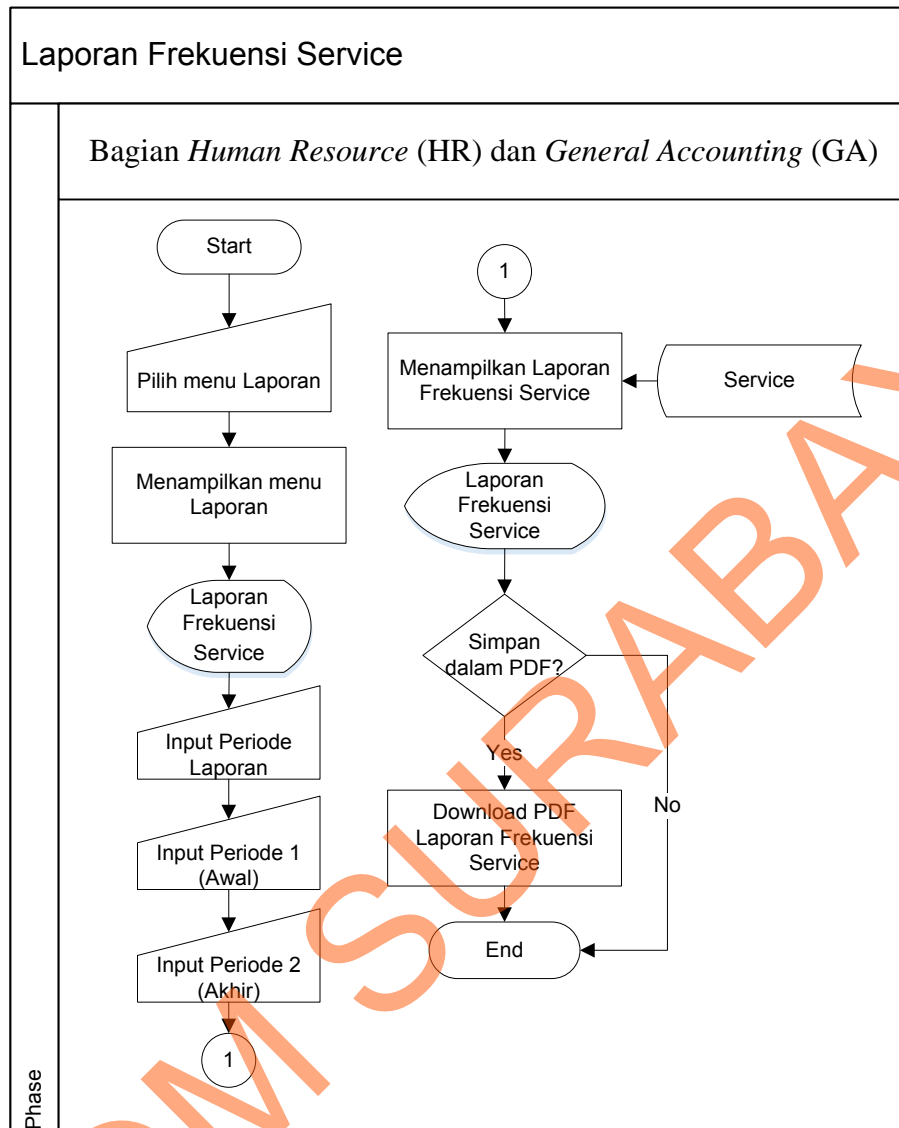 Laporan Frekuensi Service
Bagian Human Resource (HR) dan General Accounting (GA)
Phase
Start
Pilih menu Laporan
Menampilkan menu
Laporan
Laporan
Frekuensi
Service
Input Periode
Laporan
Input Periode 1
(Awal)
Input Periode 2
(Akhir)
1
1
Menampilkan Laporan
Frekuensi Service
Service
Laporan
Frekuensi
Service
Simpan
dalam PDF?
Yes
No
Download PDF
Laporan Frekuensi
Service
End
OM SURABA